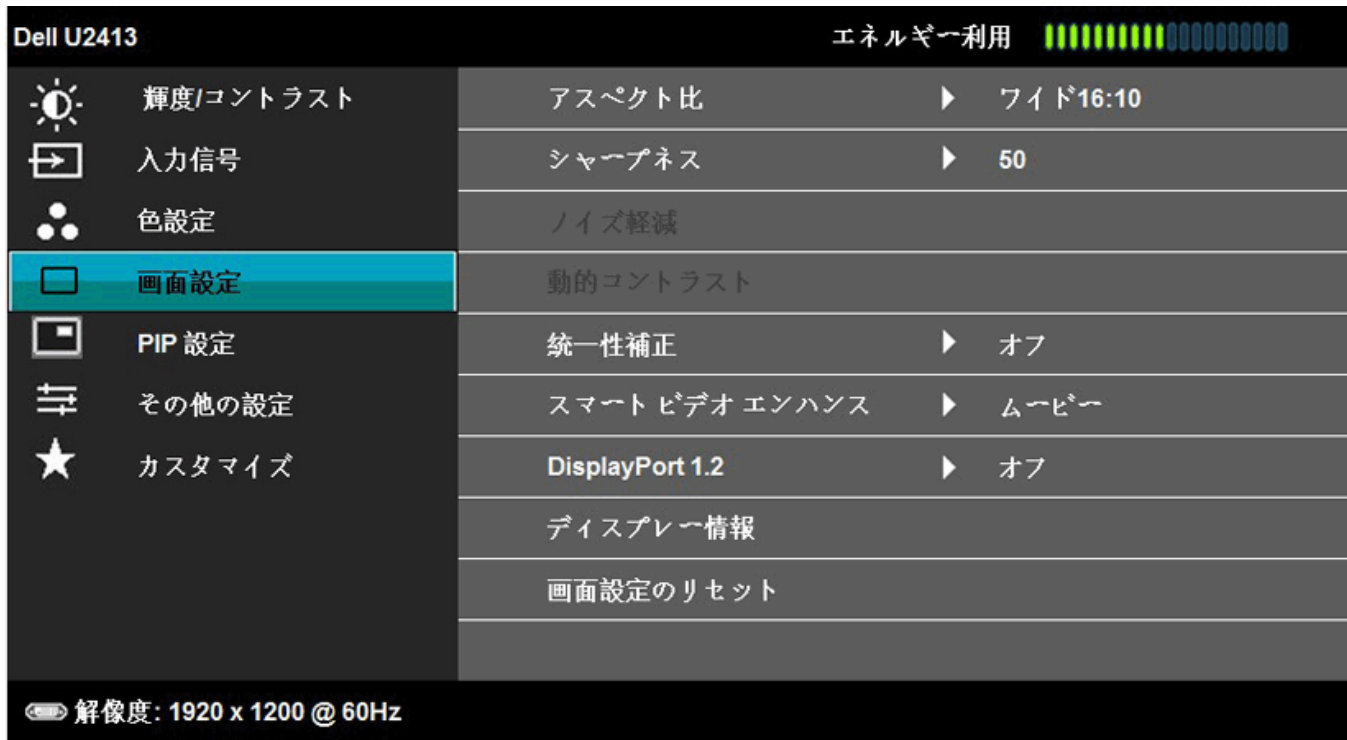 Dell U2413 エネルギー利用
輝度/コントラスト
入力信号
色設定
画面設定
PIP 設定
その他の設定
カスタマイズ
アスペクト比 ワイド16:10
シャープネス 50
ノイズ軽減
動的コントラスト
統一性補正 オフ
スマート ビデオ エンハンス ムービー
DisplayPort 1.2 オフ
ディスプレー情報
画面設定のリセット
解像度: 1920 x 1200 @ 60Hz